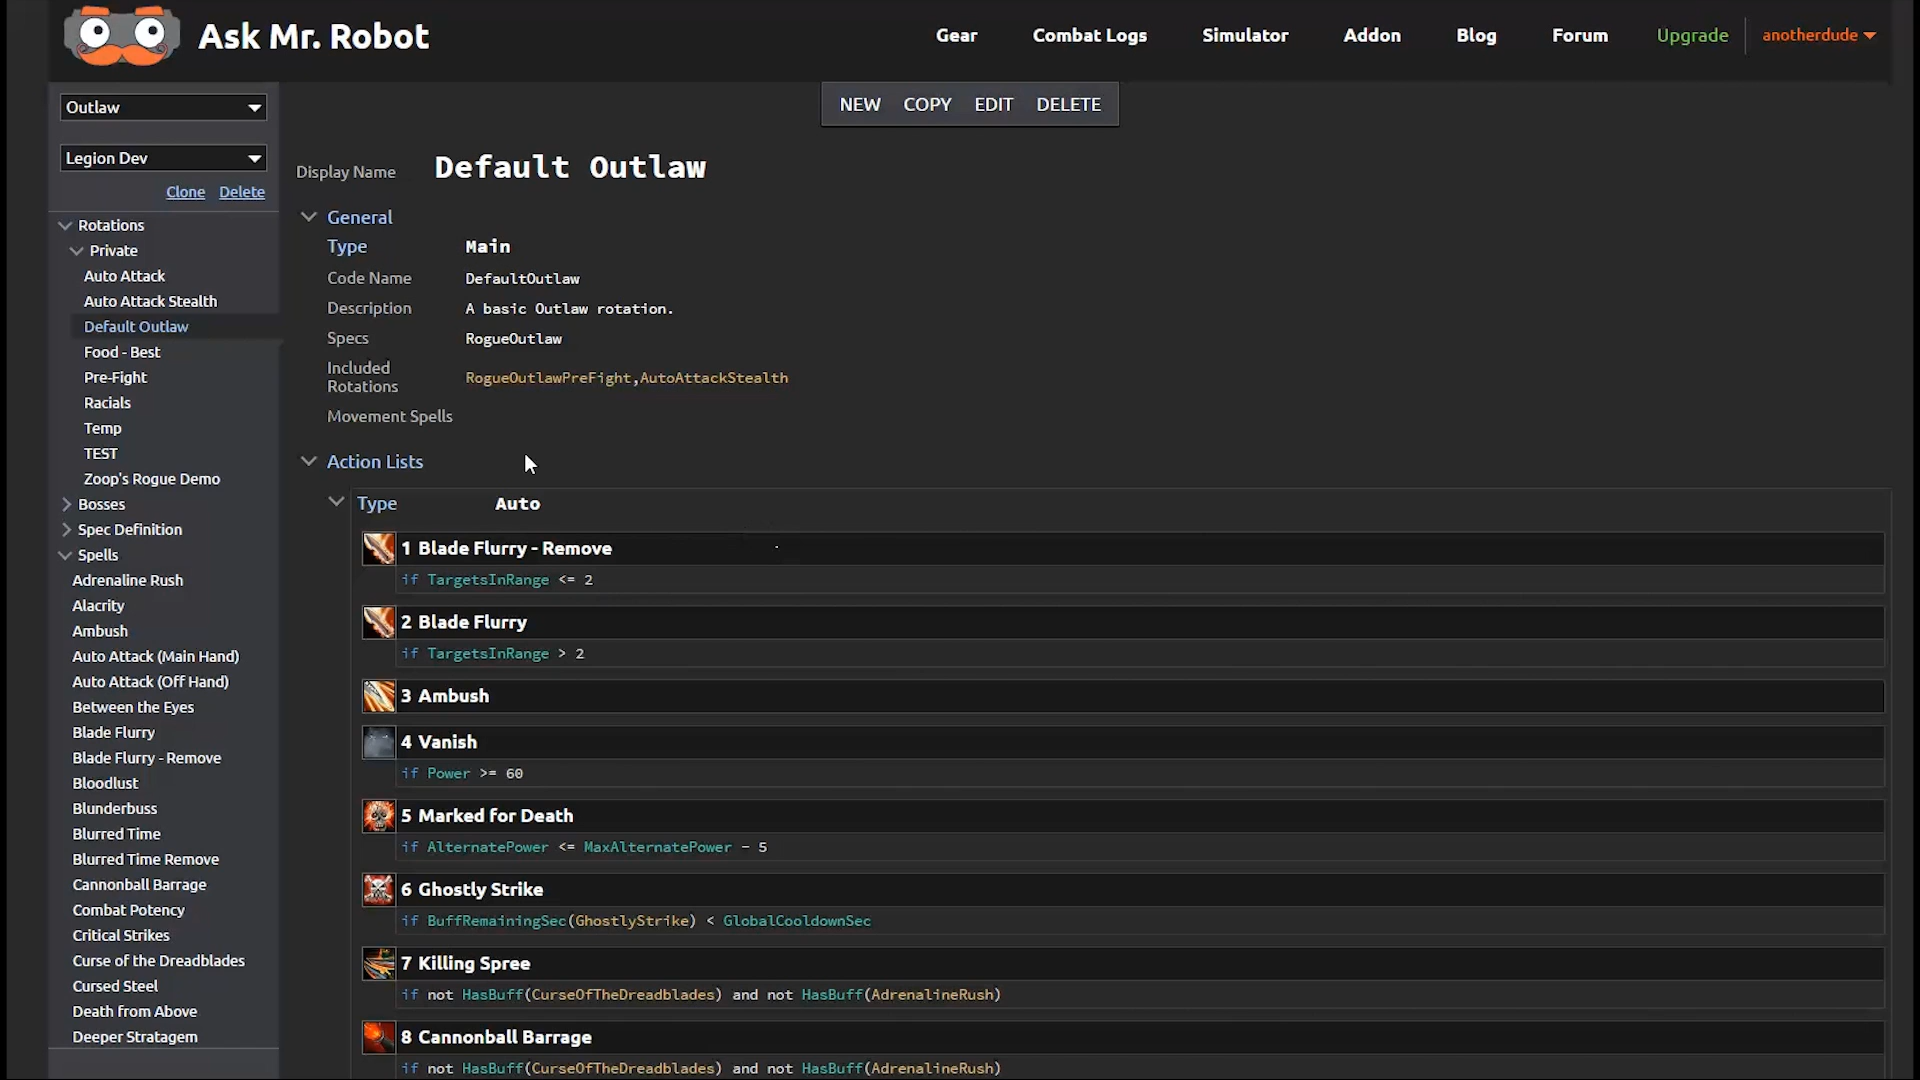 Ask Mr. Robot
Gear Combat Logs Simulator Addon Blog Forum Upgrade anotherdude
Outlaw
Legion Dev
Clone Delete
Rotations
Private
Auto Attack
Auto Attack Stealth
Default Outlaw
Food - Best
Pre-Fight
Racials
Temp
TEST
Zoop's Rogue Demo
Bosses
Spec Definition
Spells
Adrenaline Rush
Alacrity
Ambush
Auto Attack (Main Hand)
Auto Attack (Off Hand)
Between the Eyes
Blade Flurry
Blade Flurry - Remove
Bloodlust
Blunderbuss
Blurred Time
Blurred Time Remove
Cannonball Barrage
Combat Potency
Critical Strikes
Curse of the Dreadblades
Cursed Steel
Death from Above
Deeper Stratagem
NEW COPY EDIT DELETE
Display Name Default Outlaw
General
Type Main
Code Name DefaultOutlaw
Description A basic Outlaw rotation.
Specs RogueOutlaw
Included Rotations RogueOutlawPreFight,AutoAttackStealth
Movement Spells
Action Lists
Type Auto
1 Blade Flurry - Remove
if TargetsInRange <= 2
2 Blade Flurry
if TargetsInRange > 2
3 Ambush
4 Vanish
if Power >= 60
5 Marked for Death
if AlternatePower <= MaxAlternatePower - 5
6 Ghostly Strike
if BuffRemainingSec(GhostlyStrike) < GlobalCooldownSec
7 Killing Spree
if not HasBuff(CurseOfTheDreadblades) and not HasBuff(AdrenalineRush)
8 Cannonball Barrage
if not HasBuff(CurseOfTheDreadblades) and not HasBuff(AdrenalineRush)